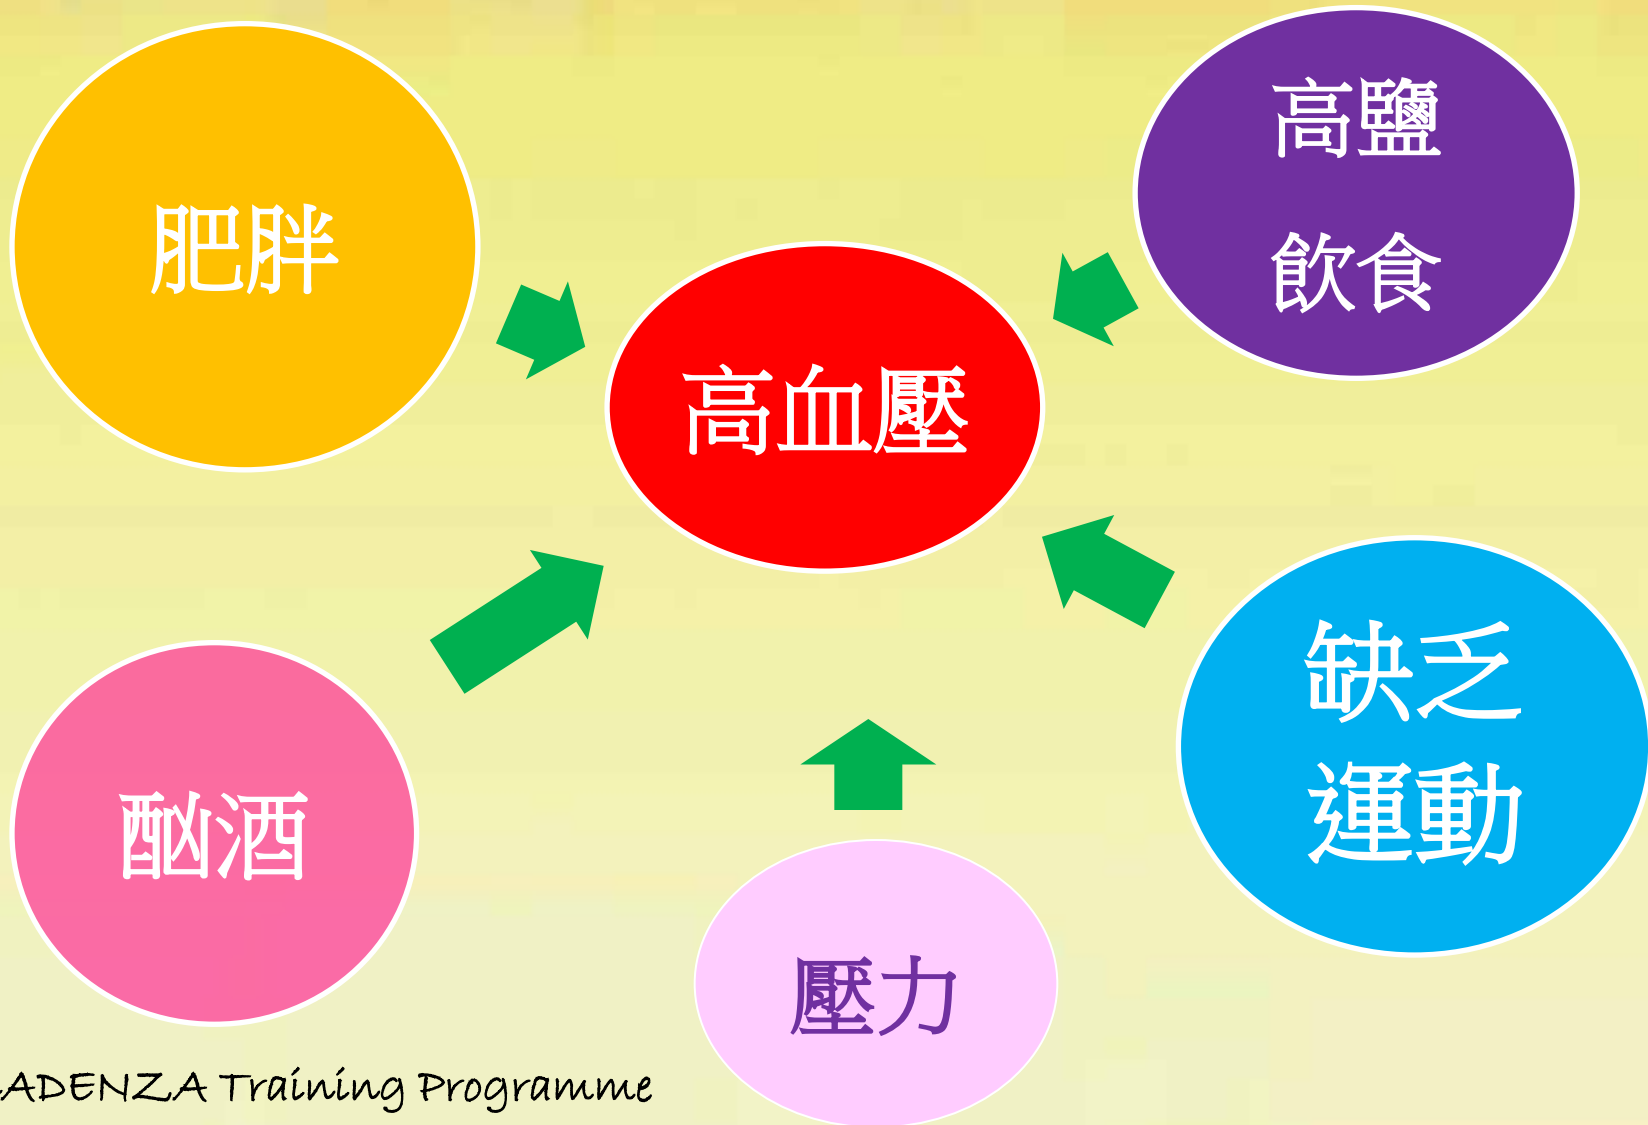 肥胖
高鹽
飲食
高血壓
缺乏
運動
酗酒
壓力
ADENZA Training Programme